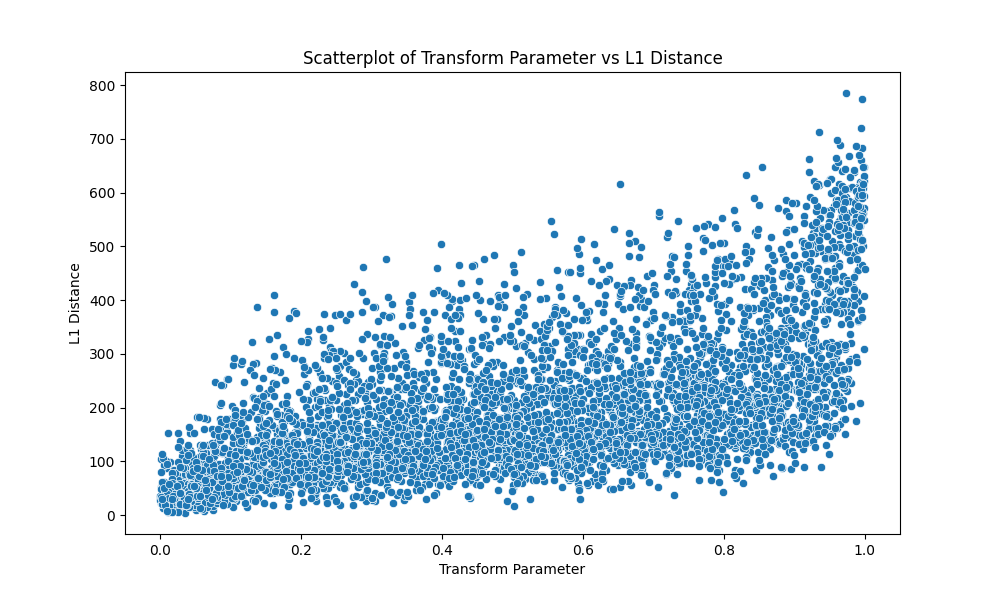 Scatterplot of Transform Parameter vs L1 Distance
800
700
600
500
400
300
200
100
0
L1 Distance
0.0 0.2 0.4 0.6 0.8 1.0
Transform Parameter